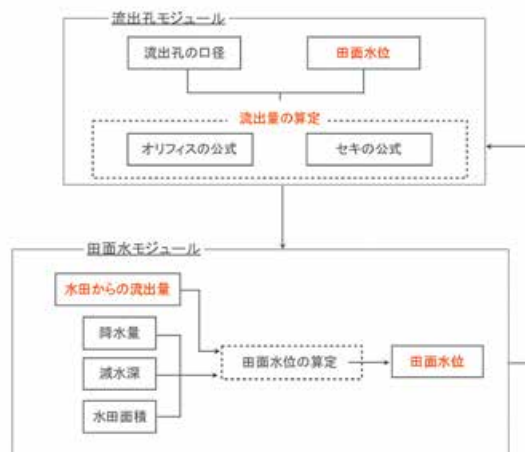 流出孔モジュール
流出孔の口径
田面水位
流出量の算定
オリフィスの公式
セキの公式
田面水モジュール
水田からの流出量
降水量
減水深
水田面積
田面水位の算定
田面水位